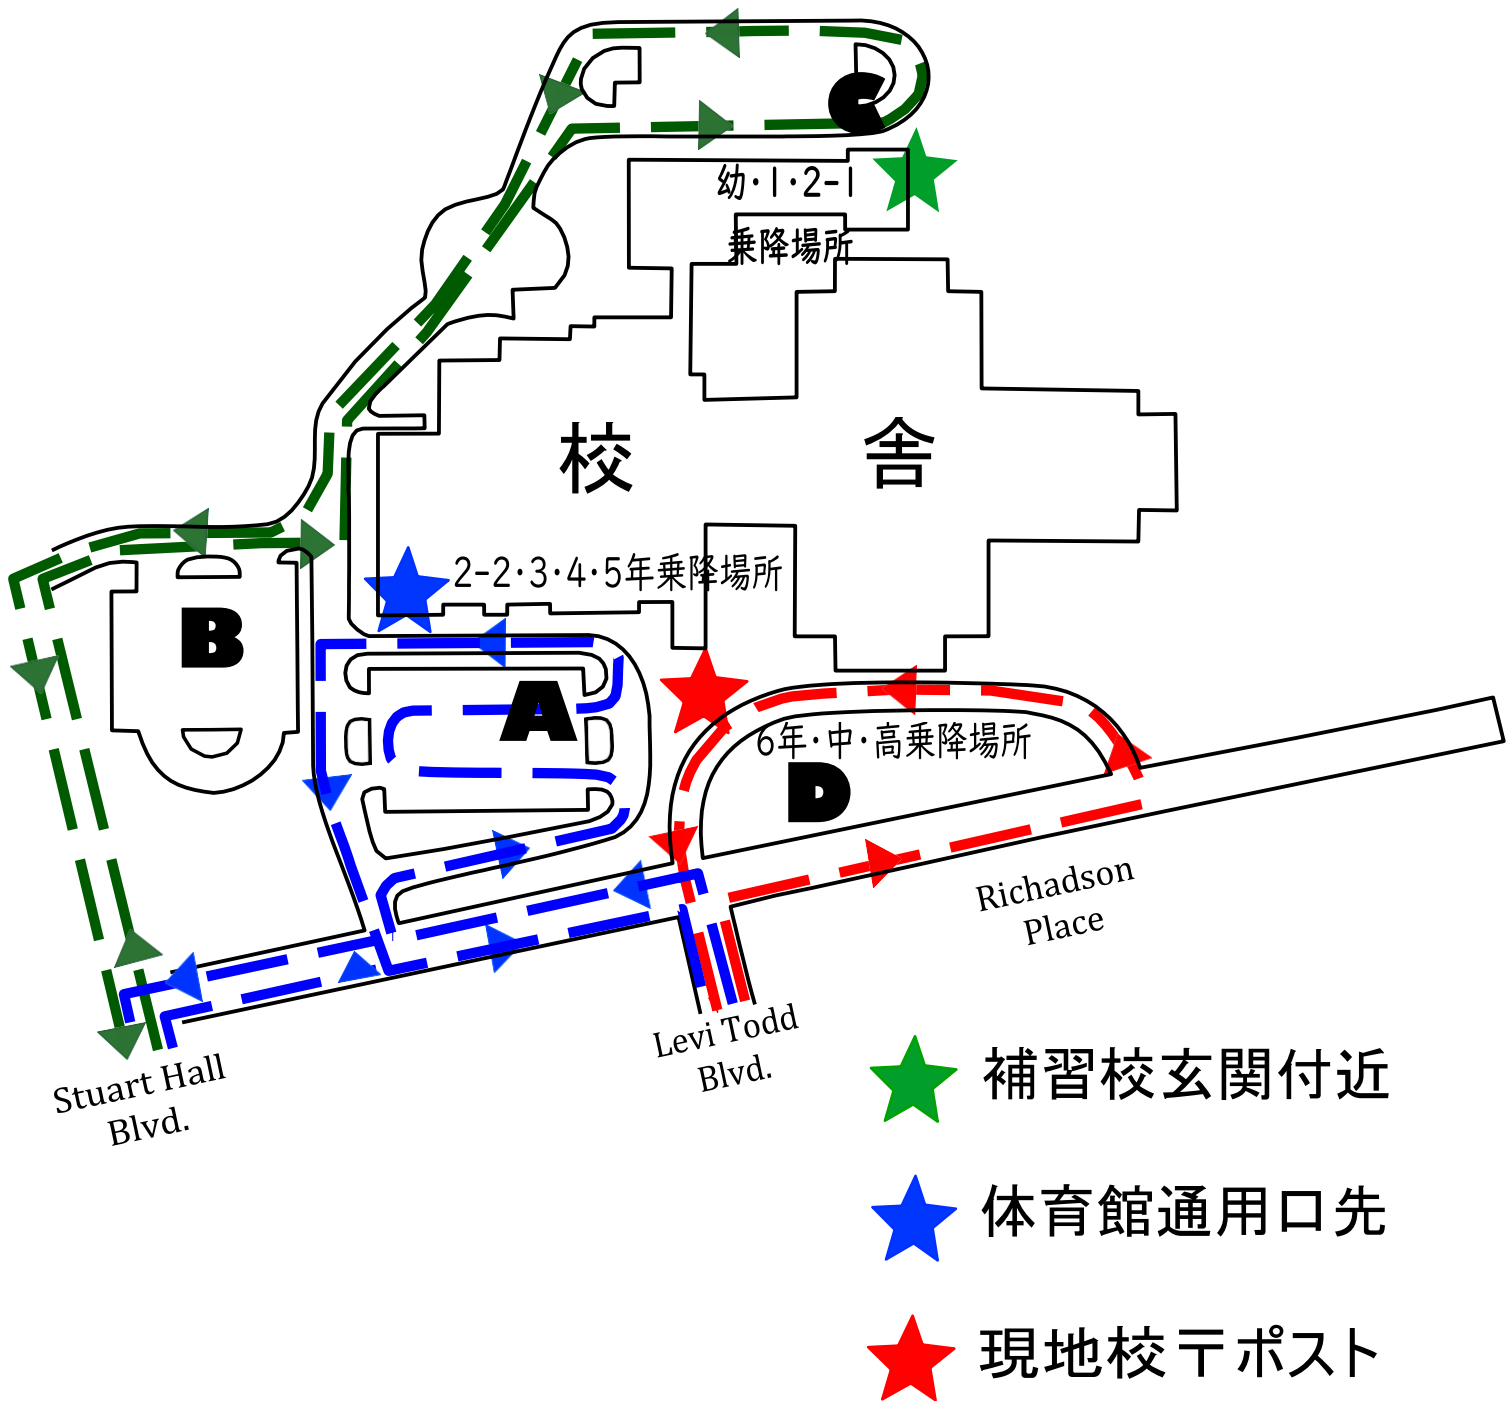 C
幼・1・2-1
乗降場所
校 舎
2-2・3・4・5年乗降場所
B
A
6年・中・高乗降場所
D
Richadson
Place
Levi Todd
Blvd.
Stuart Hall
Blvd.
補習校玄関付近
体育館通用口先
現地校〒ポスト